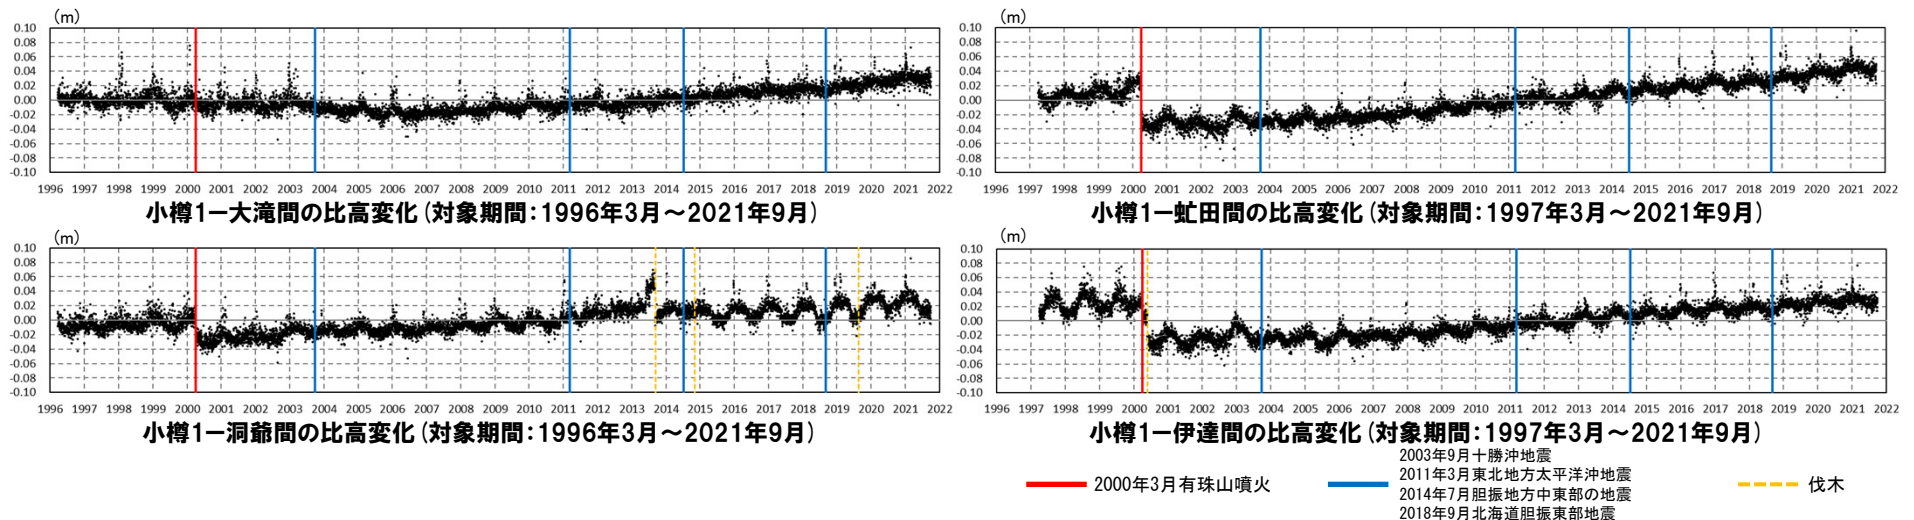 (m)
0.10
0.08
0.06
0.04
0.02
0.00
-0.02
-0.04
-0.06
-0.08
-0.10
1996 1997 1998 1999 2000 2001 2002 2003 2004 2005 2006 2007 2008 2009 2010 2011 2012 2013 2014 2015 2016 2017 2018 2019 2020 2021 2022
小樽1－大滝間の比高変化(対象期間：1996年3月～2021年9月)
(m)
0.10
0.08
0.06
0.04
0.02
0.00
-0.02
-0.04
-0.06
-0.08
-0.10
1996 1997 1998 1999 2000 2001 2002 2003 2004 2005 2006 2007 2008 2009 2010 2011 2012 2013 2014 2015 2016 2017 2018 2019 2020 2021 2022
小樽1－虻田間の比高変化(対象期間：1997年3月～2021年9月)
(m)
0.10
0.08
0.06
0.04
0.02
0.00
-0.02
-0.04
-0.06
-0.08
-0.10
1996 1997 1998 1999 2000 2001 2002 2003 2004 2005 2006 2007 2008 2009 2010 2011 2012 2013 2014 2015 2016 2017 2018 2019 2020 2021 2022
小樽1－洞爺間の比高変化(対象期間：1996年3月～2021年9月)
(m)
0.10
0.08
0.06
0.04
0.02
0.00
-0.02
-0.04
-0.06
-0.08
-0.10
1996 1997 1998 1999 2000 2001 2002 2003 2004 2005 2006 2007 2008 2009 2010 2011 2012 2013 2014 2015 2016 2017 2018 2019 2020 2021 2022
小樽1－伊達間の比高変化(対象期間：1997年3月～2021年9月)
2000年3月有珠山噴火
2003年9月十勝沖地震
2011年3月東北地方太平洋沖地震
2014年7月胆振地方中東部の地震
2018年9月北海道胆振東部地震
伐木